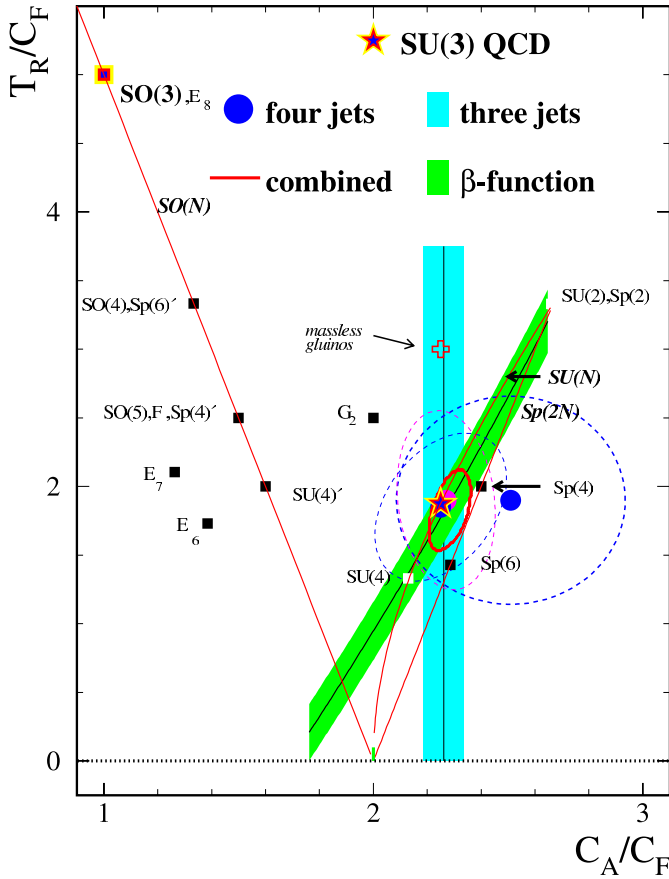 T_R/C_F
SU(3) QCD
SO(3),E_8
four jets
three jets
combined
β-function
SO(N)
4
SO(4),Sp(6)´
massless
gluinos
SU(2),Sp(2)
SU(N)
SO(5),F,Sp(4)´
G_2
Sp(2N)
E_7
SU(4)´
Sp(4)
2
E_6
SU(4)
Sp(6)
0
1
2
3
C_A/C_F